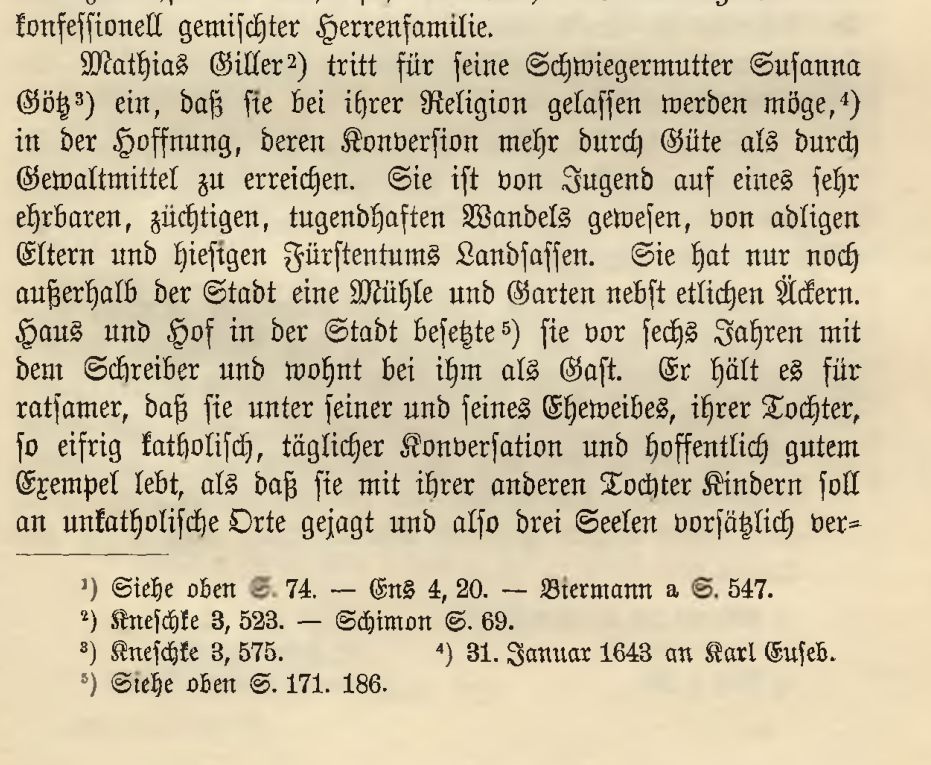 konfessionell gemischter Herrenfamilie.
Mathias Giller²) tritt für seine Schwiegermutter Susanna
Götz³) ein, daß sie bei ihrer Religion gelassen werden möge,⁴)
in der Hoffnung, deren Konversion mehr durch Güte als durch
Gewaltmittel zu erreichen. Sie ist von Jugend auf eines sehr
ehrbaren, züchtigen, tugendhaften Wandels gewesen, von adligen
Eltern und hiesigen Fürstentums Landsassen. Sie hat nur noch
außerhalb der Stadt eine Mühle und Garten nebst etlichen Äckern.
Haus und Hof in der Stadt besetzte⁵) sie vor sechs Jahren mit
dem Schreiber und wohnt bei ihm als Gast. Er hält es für
ratsamer, daß sie unter seiner und seines Eheweibes, ihrer Tochter,
so eifrig katholisch, täglicher Konversation und hoffentlich gutem
Exempel lebt, als daß sie mit ihrer anderen Tochter Kindern soll
an unkatholische Orte gejagt und also drei Seelen vorsätzlich ver-
¹) Siehe oben S. 74. — Ens 4, 20. — Biermann a S. 547.
²) Kneschke 3, 523. — Schimon S. 69.
³) Kneschke 3, 575. ⁴) 31. Januar 1643 an Karl Euseb.
⁵) Siehe oben S. 171. 186.